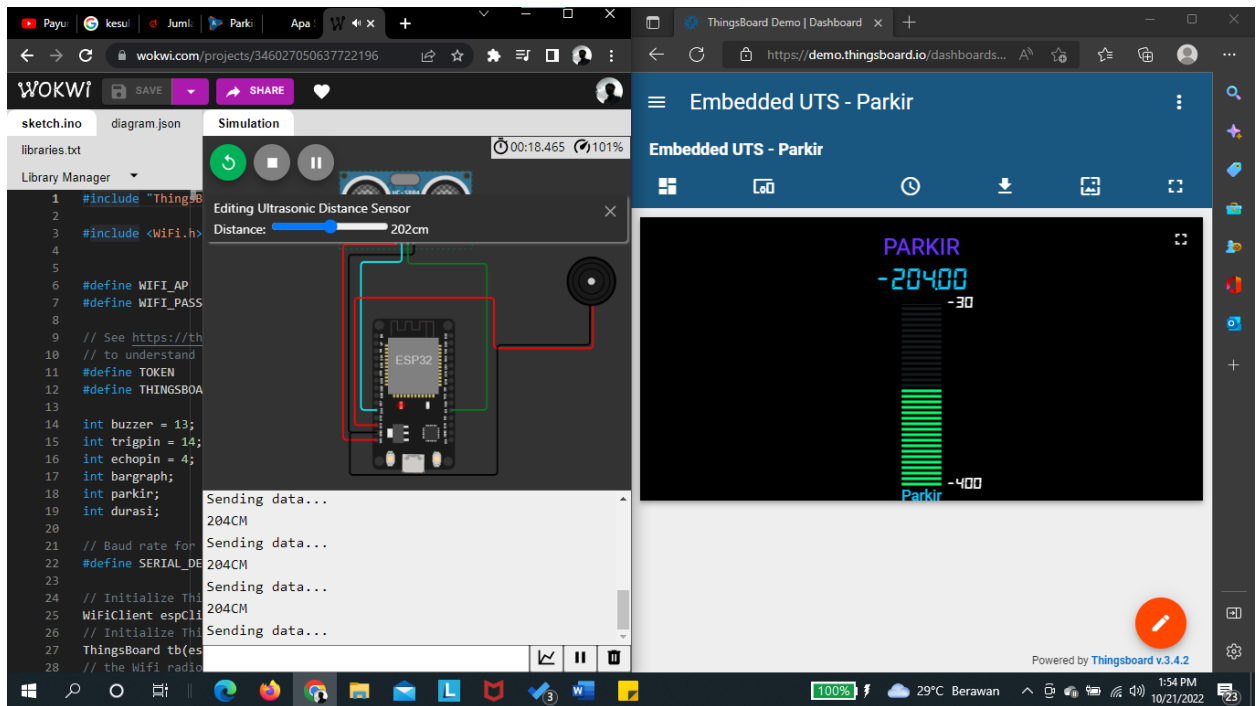 Payu
kesul
Jumla
Parki
Apa
wokwi.com/projects/346027050637722196
WOKWI
SAVE
SHARE
sketch.ino
diagram.json
Simulation
libraries.txt
Library Manager
00:18.465
101%
HC-SR04
Editing Ultrasonic Distance Sensor
Distance:
202cm
ESP32
1 #include "ThingsB
2
3 #include <WiFi.h>
4
5
6 #define WIFI_AP
7 #define WIFI_PASS
8
9 // See https://th
10 // to understand
11 #define TOKEN
12 #define THINGSBOA
13
14 int buzzer = 13;
15 int trigpin = 14;
16 int echopin = 4;
17 int bargraph;
18 int parkir;
19 int durasi;
20
21 // Baud rate for
22 #define SERIAL_DE
23
24 // Initialize Thi
25 WiFiClient espCli
26 // Initialize Thi
27 ThingsBoard tb(es
28 // the Wifi radio
Sending data...
204CM
Sending data...
204CM
Sending data...
204CM
Sending data...
ThingsBoard Demo | Dashboard
https://demo.thingsboard.io/dashboards...
Embedded UTS - Parkir
Embedded UTS - Parkir
PARKIR
-204.00
-30
-400
Parkir
Powered by Thingsboard v.3.4.2
100%
29°C Berawan
1:54 PM
10/21/2022
3
23